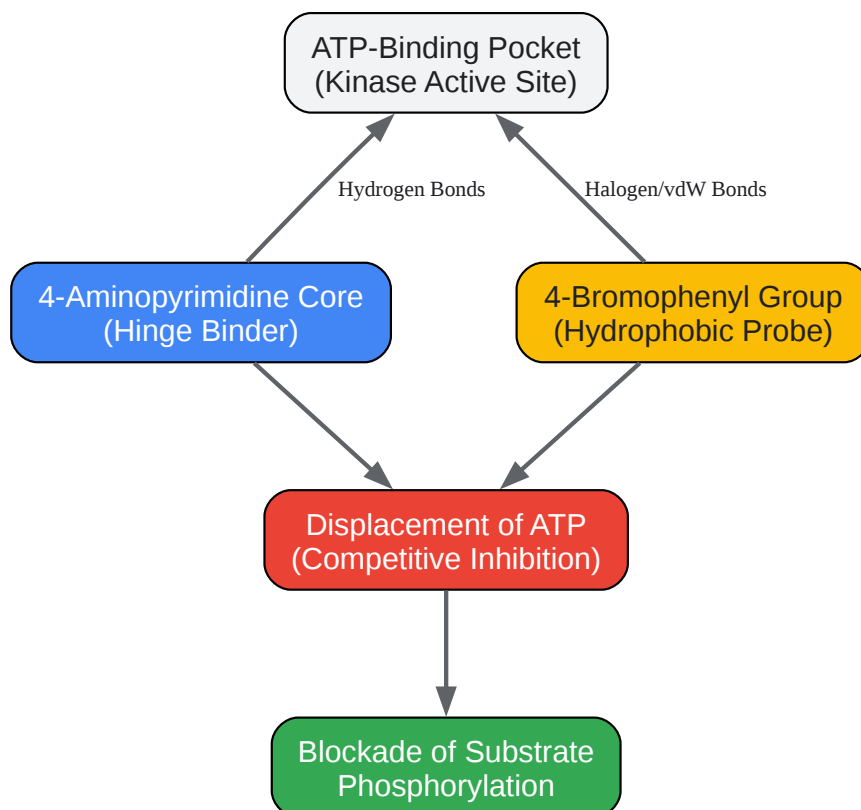 ATP-Binding Pocket
(Kinase Active Site)
Hydrogen Bonds
Halogen/vdW Bonds
4-Aminopyrimidine Core
(Hinge Binder)
4-Bromophenyl Group
(Hydrophobic Probe)
Displacement of ATP
(Competitive Inhibition)
Blockade of Substrate
Phosphorylation